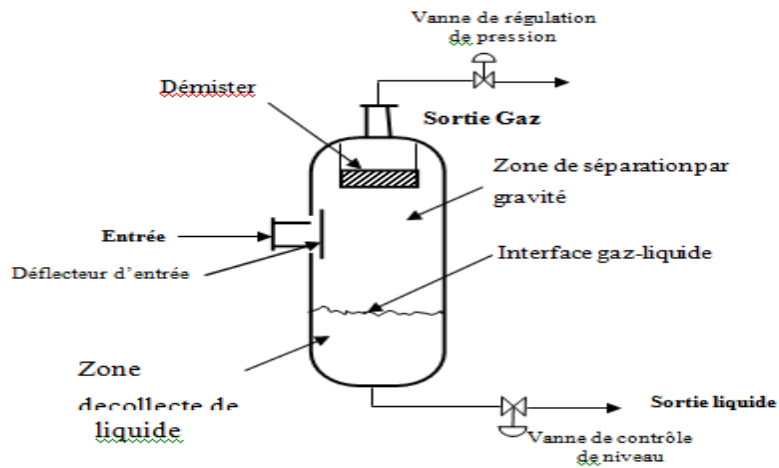 Vanne de régulation
de pression
Démister
Sortie Gaz
Zone de séparationpar
gravité
Entrée
Interface gaz-liquide
Déflecteur d'entrée
Zone
decollecte de
liquide
Sortie liquide
Vanne de contrôle
de niveau